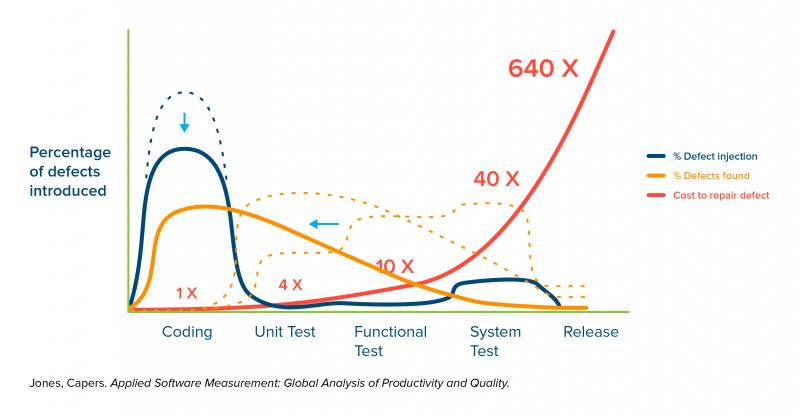 640 X
40 X
10 X
4 X
1 X
Percentage
of defects
introduced
% Defect injection
% Defects found
Cost to repair defect
Coding
Unit Test
Functional
Test
System
Test
Release
Jones, Capers. Applied Software Measurement: Global Analysis of Productivity and Quality.